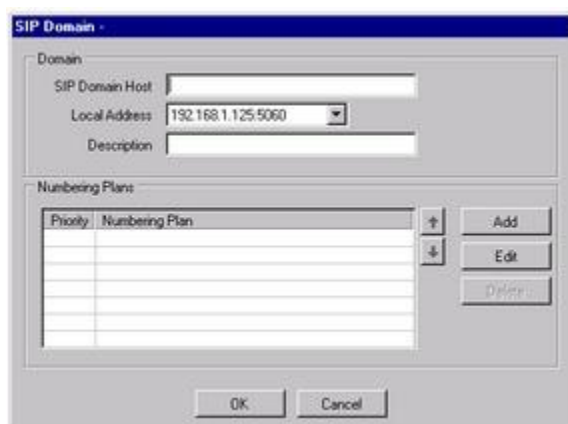 SIP Domain -
Domain
SIP Domain Host
Local Address 192.168.1.125:5060
Description
Numbering Plans
Priority Numbering Plan
Add
Edit
Delete
OK Cancel